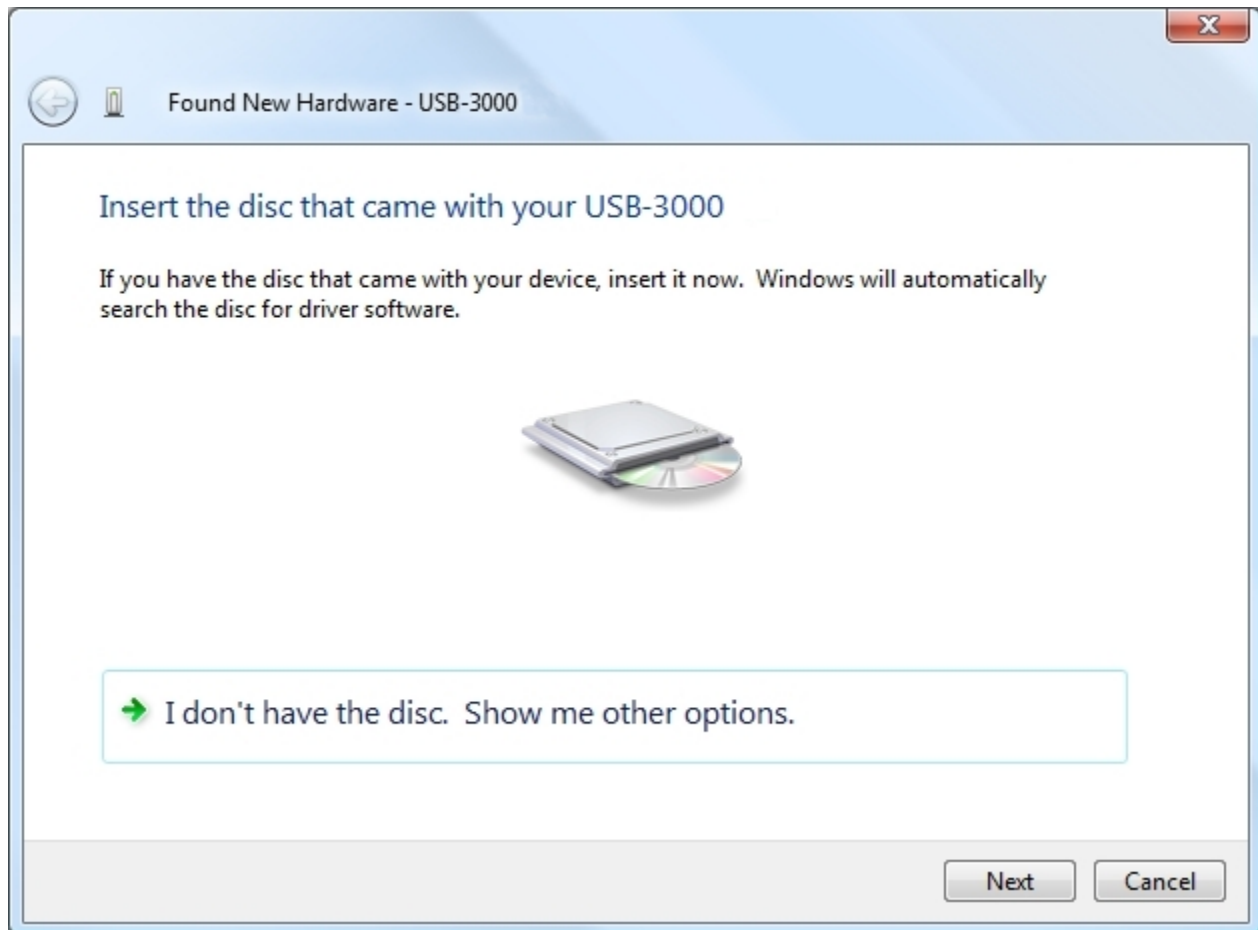 Found New Hardware - USB-3000
Insert the disc that came with your USB-3000
If you have the disc that came with your device, insert it now.  Windows will automatically
search the disc for driver software.
I don't have the disc.  Show me other options.
Next
Cancel